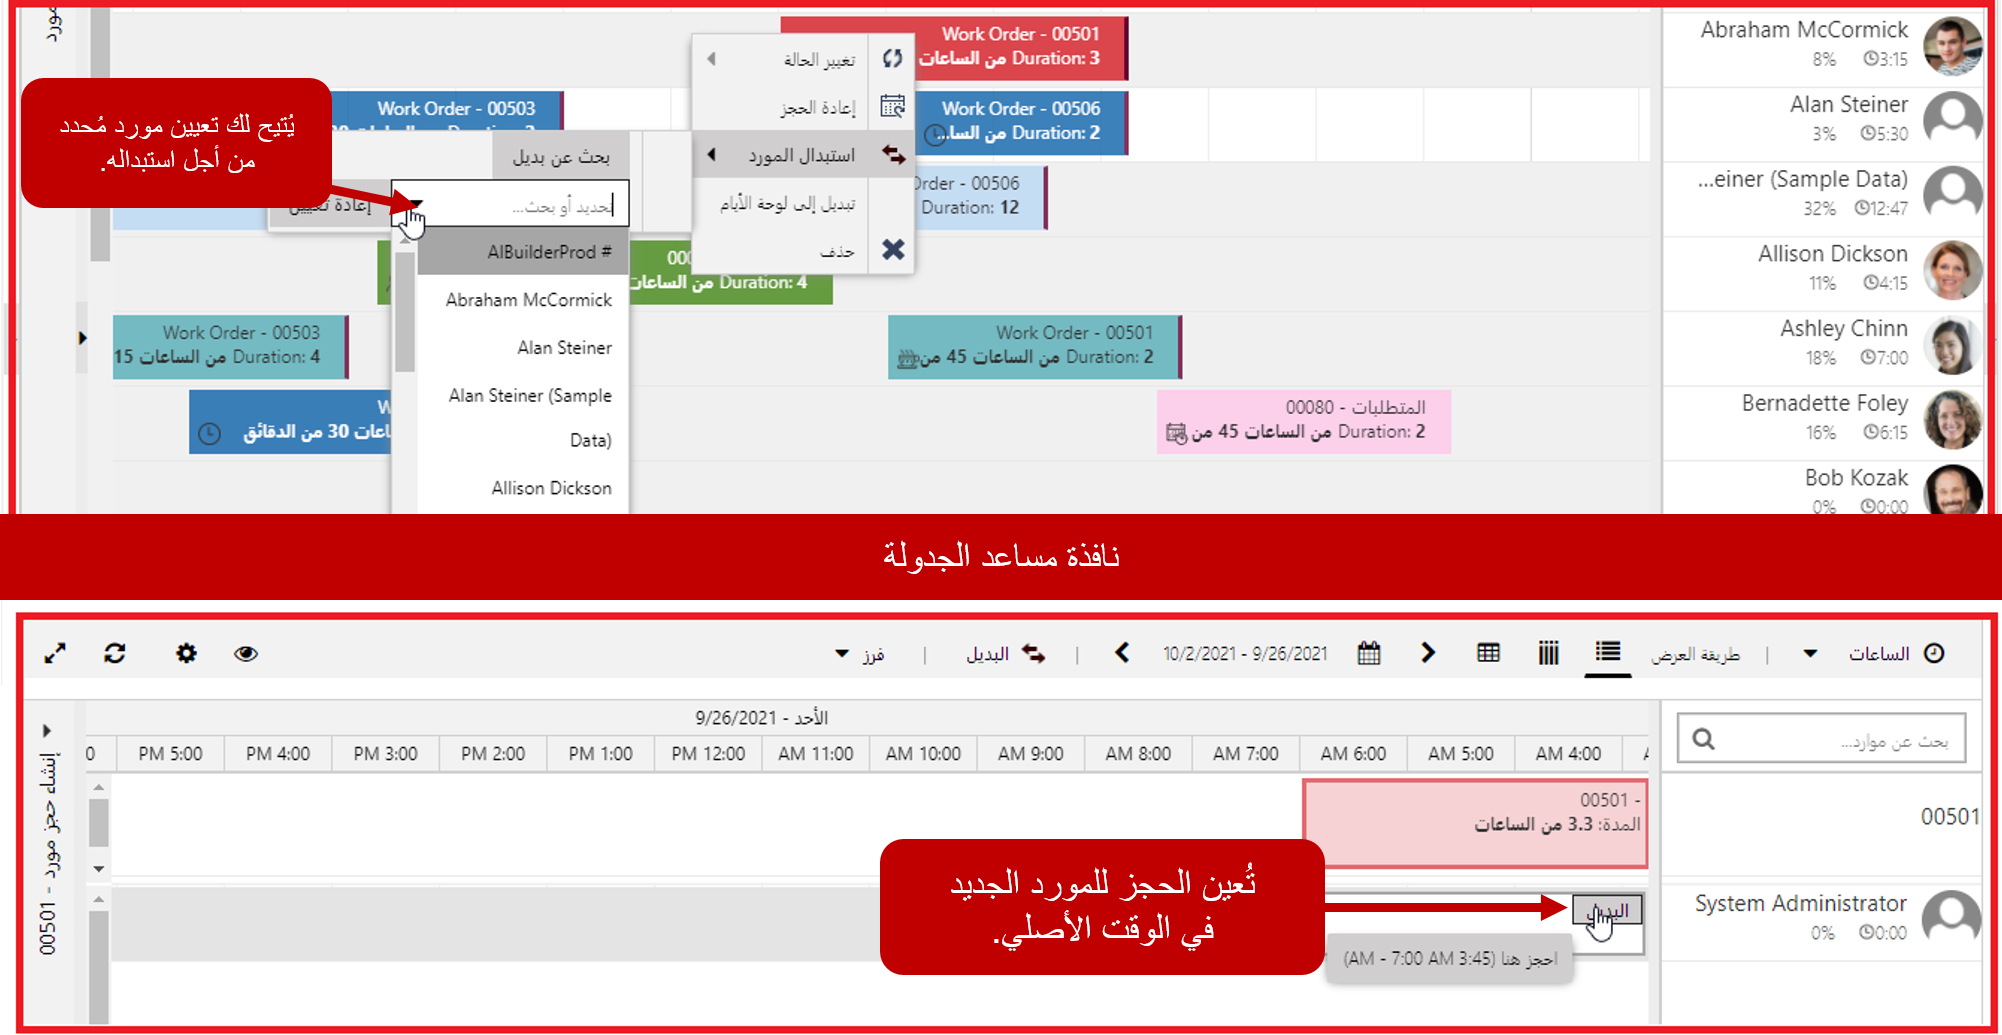 مورد
Abraham McCormick
8% 3:15
Work Order - 00501
Duration: 3 من الساعات
تغيير الحالة
إعادة الحجز
استبدال المورد
تبديل إلى لوحة الأيام
حذف
يُتيح لك تعيين مورد مُحدد
من أجل استبداله.
Alan Steiner
3% 5:30
Work Order - 00506
Duration: 2 من السا...
Work Order - 00503
بحث عن بديل
تحديد أو بحث...
إعادة تعيين
...einer (Sample Data)
32% 12:47
Order - 00506
Duration: 12
AIBuilderProd #
Abraham McCormick
Alan Steiner
Alan Steiner (Sample
Data)
Allison Dickson
Allison Dickson
11% 4:15
000
Duration: 4 من الساعات
Ashley Chinn
18% 7:00
Work Order - 00501
Duration: 2 من الساعات 45 من
Work Order - 00503
Duration: 4 من الساعات 15
Bernadette Foley
16% 6:15
المتطلبات - 00080
Duration: 2 من الساعات 45 من
W
اعات 30 من الدقائق
Bob Kozak
0% 0:00
نافذة مساعد الجدولة
الساعات | طريقة العرض
9/26/2021 - 10/2/2021
البديل | فرز
بحث عن موارد...
الأحد - 9/26/2021
AM 4:00 AM 5:00 AM 6:00 AM 7:00 AM 8:00 AM 9:00 AM 10:00 AM 11:00 PM 12:00 PM 1:00 PM 2:00 PM 3:00 PM 4:00 PM 5:00
إنشاء حجز مورد - 00501
00501
00501 -
المدة: 3.3 من الساعات
System Administrator
0% 0:00
البديل
احجز هنا (3:45 AM - 7:00 AM)
تُعين الحجز للمورد الجديد
في الوقت الأصلي.